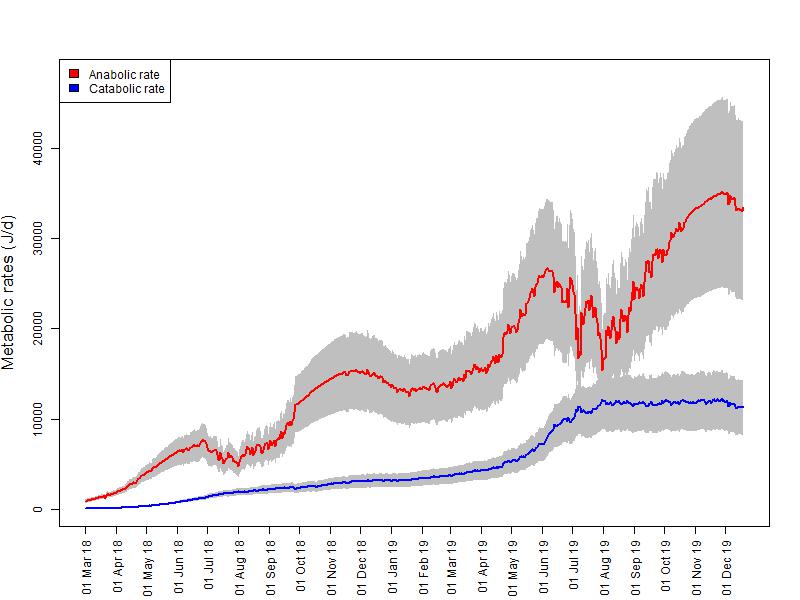 Anabolic rate
Catabolic rate
Metabolic rates (J/d)
40000
30000
20000
10000
0
01 Mar 18
01 Apr 18
01 May 18
01 Jun 18
01 Jul 18
01 Aug 18
01 Sep 18
01 Oct 18
01 Nov 18
01 Dec 18
01 Jan 19
01 Feb 19
01 Mar 19
01 Apr 19
01 May 19
01 Jun 19
01 Jul 19
01 Aug 19
01 Sep 19
01 Oct 19
01 Nov 19
01 Dec 19